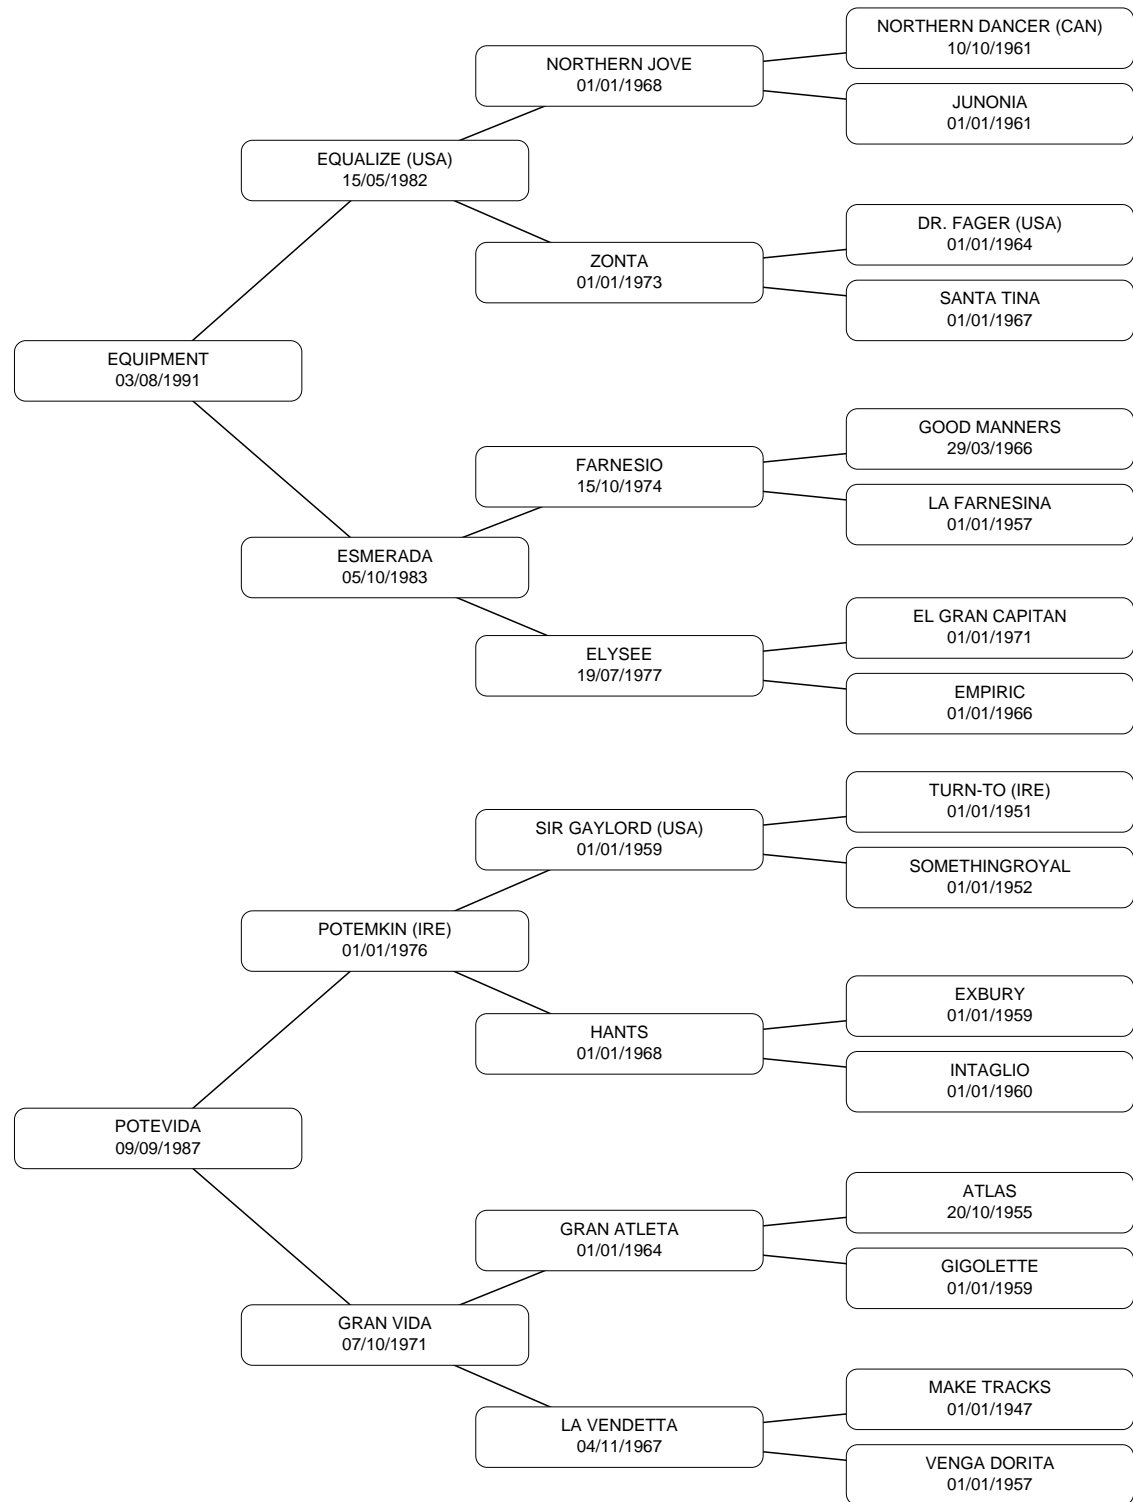 NORTHERN DANCER (CAN)
10/10/1961
NORTHERN JOVE
01/01/1968
JUNONIA
01/01/1961
EQUALIZE (USA)
15/05/1982
DR. FAGER (USA)
01/01/1964
ZONTA
01/01/1973
SANTA TINA
01/01/1967
EQUIPMENT
03/08/1991
GOOD MANNERS
29/03/1966
FARNESIO
15/10/1974
LA FARNESINA
01/01/1957
ESMERADA
05/10/1983
EL GRAN CAPITAN
01/01/1971
ELYSEE
19/07/1977
EMPIRIC
01/01/1966
TURN-TO (IRE)
01/01/1951
SIR GAYLORD (USA)
01/01/1959
SOMETHINGROYAL
01/01/1952
POTEMKIN (IRE)
01/01/1976
EXBURY
01/01/1959
HANTS
01/01/1968
INTAGLIO
01/01/1960
POTEVIDA
09/09/1987
ATLAS
20/10/1955
GRAN ATLETA
01/01/1964
GIGOLETTE
01/01/1959
GRAN VIDA
07/10/1971
MAKE TRACKS
01/01/1947
LA VENDETTA
04/11/1967
VENGA DORITA
01/01/1957